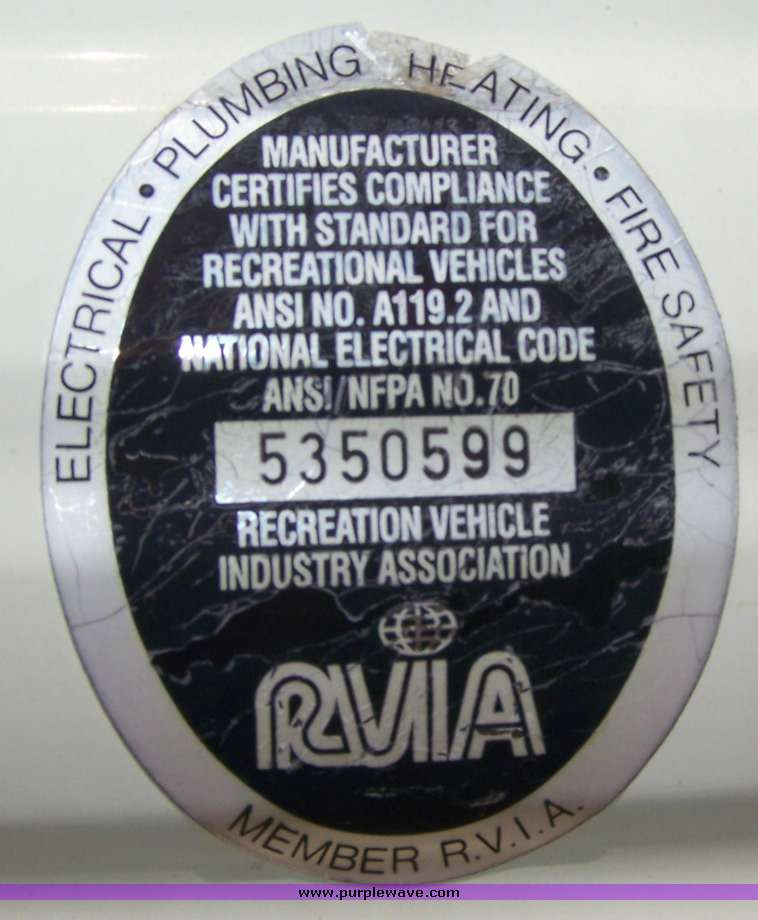 ELECTRICAL • PLUMBING HEATING • FIRE SAFETY
MANUFACTURER
CERTIFIES COMPLIANCE
WITH STANDARD FOR
RECREATIONAL VEHICLES
ANSI NO. A119.2 AND
NATIONAL ELECTRICAL CODE
ANSI/NFPA NO.70
5350599
RECREATION VEHICLE
INDUSTRY ASSOCIATION
RVIA
MEMBER R.V.I.A.
www.purplewave.com